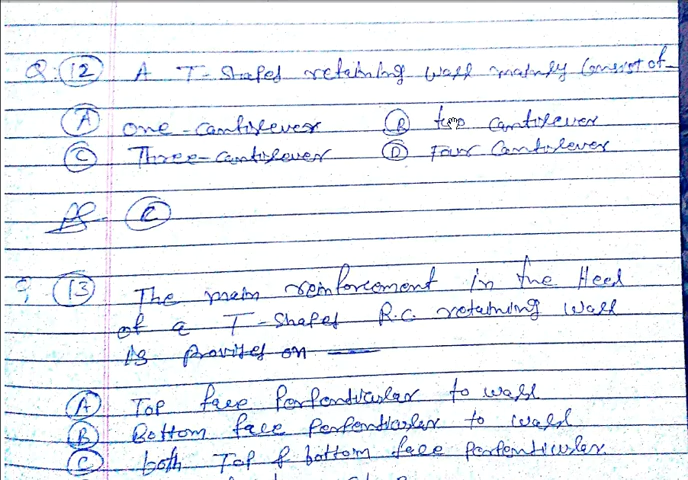 Q. 12 A T-Shaped retaining wall mainly Consist of-
A one-cantilever B two cantilever
C Three-cantilever D Four Cantilever
Ans- C
Q 13 The main reinforcement in the Heel
of a T-Shaped R.C. retaining wall
is provided on —
A Top face Perpendicular to wall
B Bottom face perpendicular to wall
C both Top & bottom face perpendicular